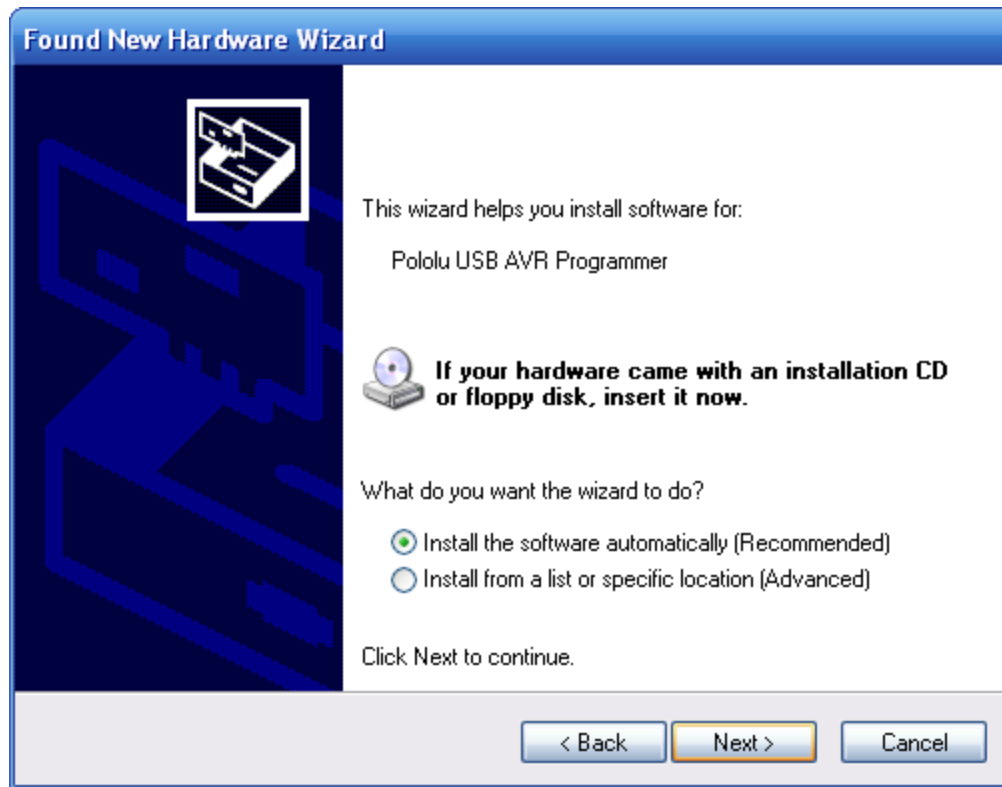 Found New Hardware Wizard
This wizard helps you install software for:
Pololu USB AVR Programmer
If your hardware came with an installation CD
or floppy disk, insert it now.
What do you want the wizard to do?
Install the software automatically (Recommended)
Install from a list or specific location (Advanced)
Click Next to continue.
< Back Next > Cancel